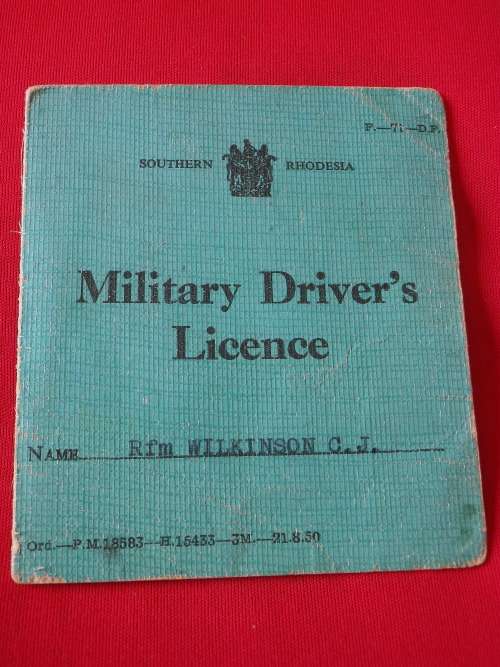 F.—71—D.P.
SOUTHERN RHODESIA
Military Driver's
Licence
NAME Rfm WILKINSON C.J.
Ord.—P.M.18583—H.15433—3M.—21.8.50